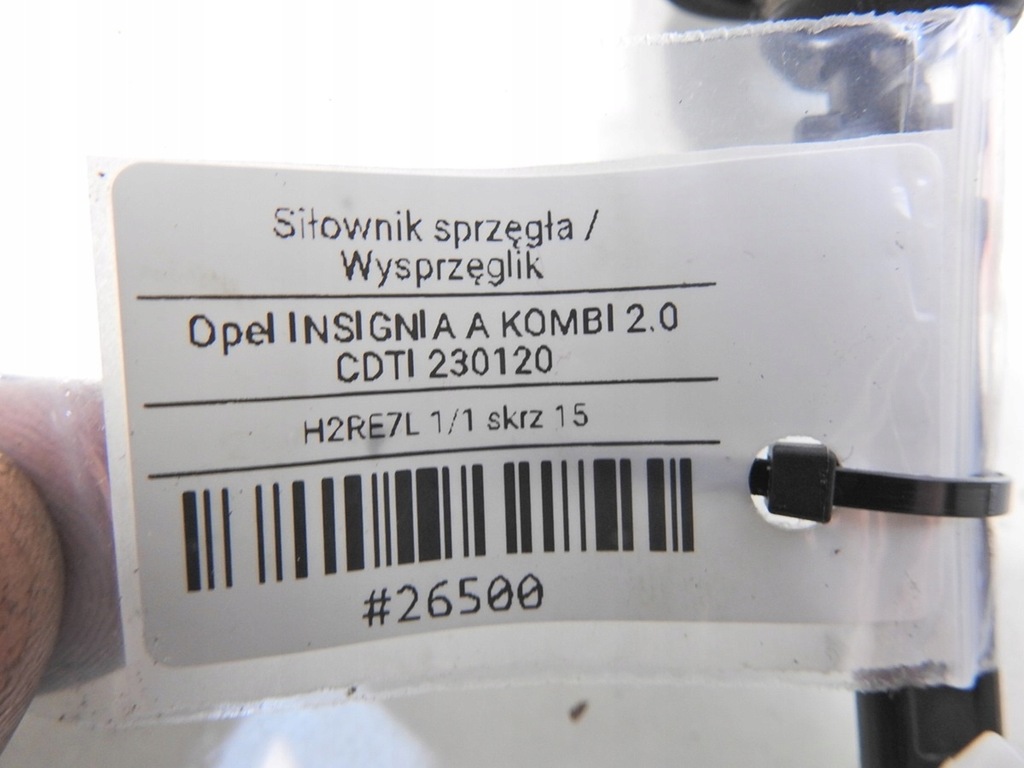 Siłownik sprzęgła /
Wysprzęglik
Opel INSIGNIA A KOMBI 2.0
CDTI 230120
H2RE7L 1/1 skrz 15
#26500